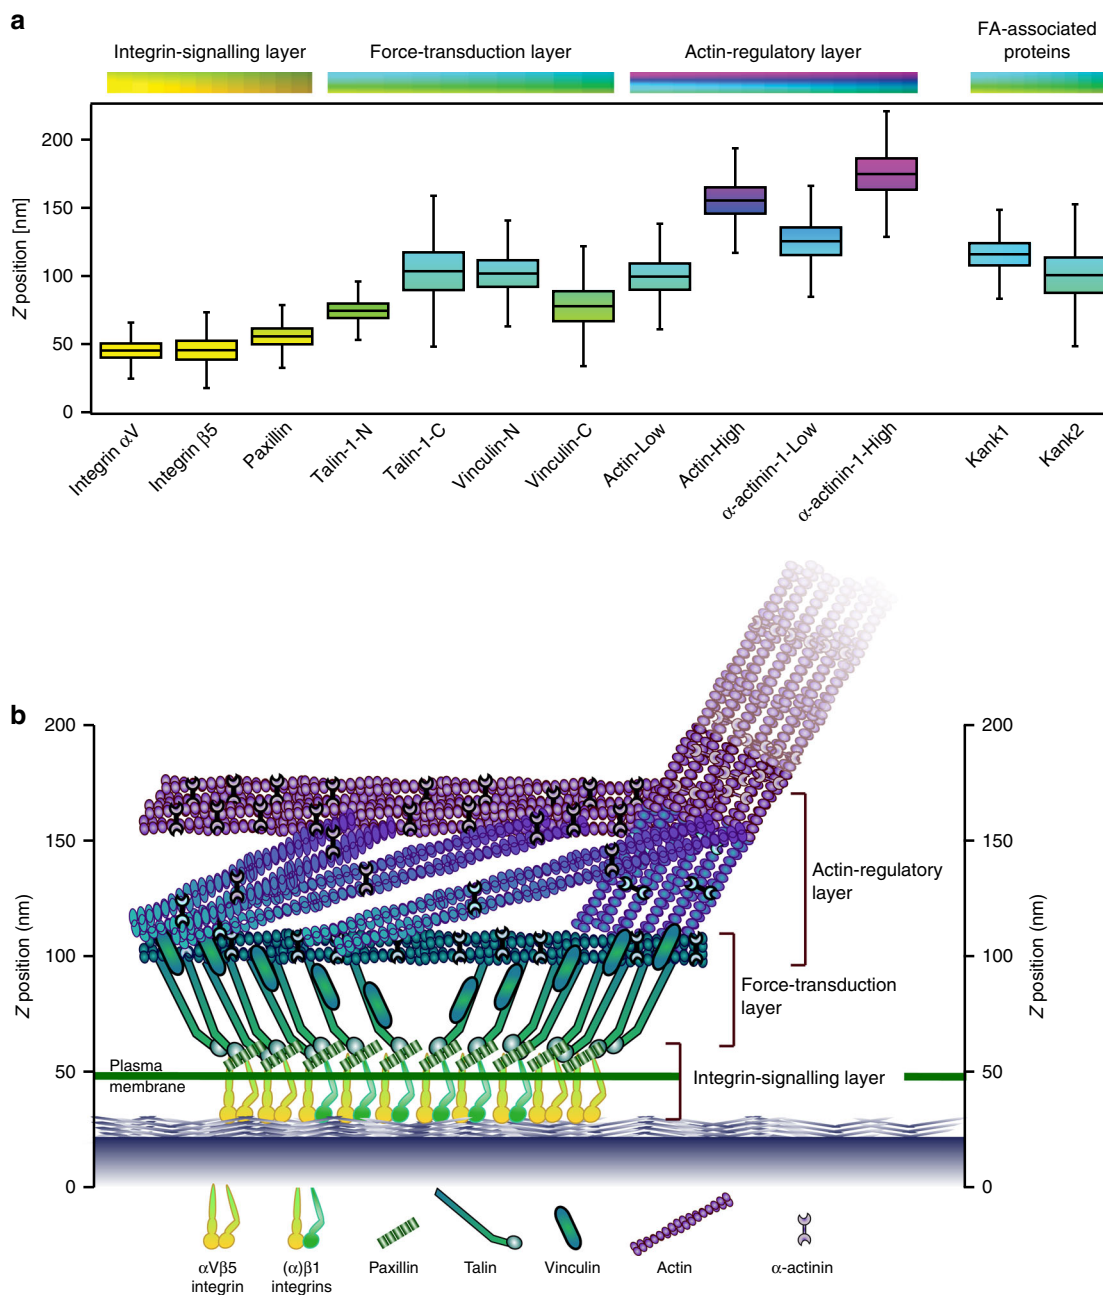 a
Integrin-signalling layer
Force-transduction layer
Actin-regulatory layer
FA-associated
proteins
Z position [nm]
200
150
100
50
0
Integrin αV
Integrin β5
Paxillin
Talin-1-N
Talin-1-C
Vinculin-N
Vinculin-C
Actin-Low
Actin-High
α-actinin-1-Low
α-actinin-1-High
Kank1
Kank2
b
Z position (nm)
200
150
100
50
0
Plasma
membrane
Actin-regulatory
layer
Force-transduction
layer
Integrin-signalling layer
200
150
100
50
0
Z position (nm)
αVβ5
integrin
(α)β1
integrins
Paxillin
Talin
Vinculin
Actin
α-actinin